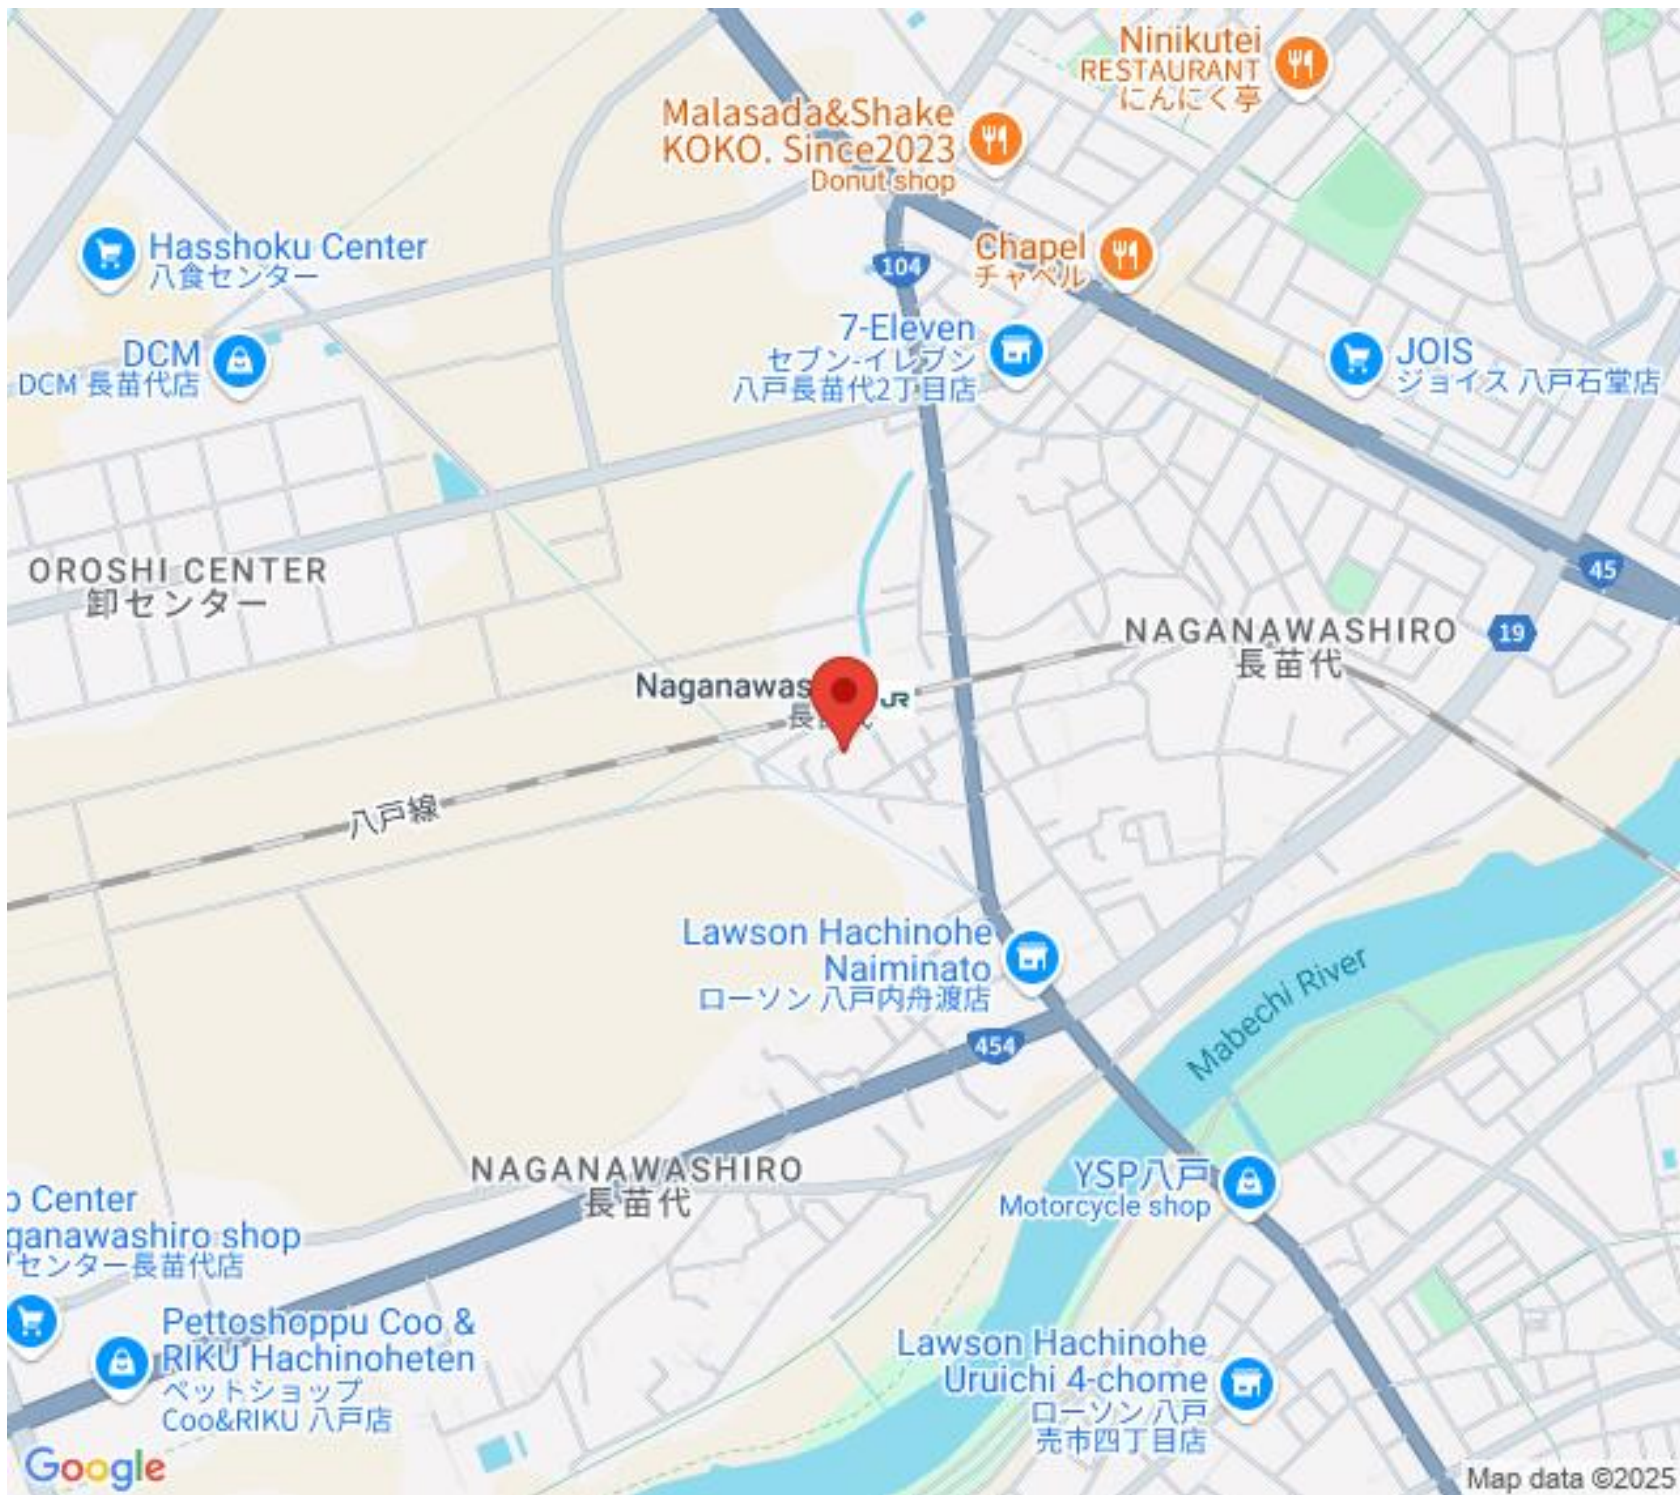 Ninikutei
RESTAURANT
にんにく亭
Malasada&Shake
KOKO. Since2023
Donut shop
Hasshoku Center
八食センター
Chapel
チャペル
104
7-Eleven
セブン-イレブン
八戸長苗代2丁目店
DCM
DCM 長苗代店
JOIS
ジョイス 八戸石堂店
OROSHI CENTER
卸センター
45
19
NAGANAWASHIRO
長苗代
Naganawas
JR
八戸線
Lawson Hachinohe
Naiminato
ローソン 八戸内舟渡店
Mabechi River
454
NAGANAWASHIRO
長苗代
YSP八戸
Motorcycle shop
Center
ganawashiro shop
センター長苗代店
Pettoshoppu Coo &
RIKU Hachinoheten
ペットショップ
Coo&RIKU 八戸店
Lawson Hachinohe
Uruichi 4-chome
ローソン 八戸
売市四丁目店
Google
Map data ©2025